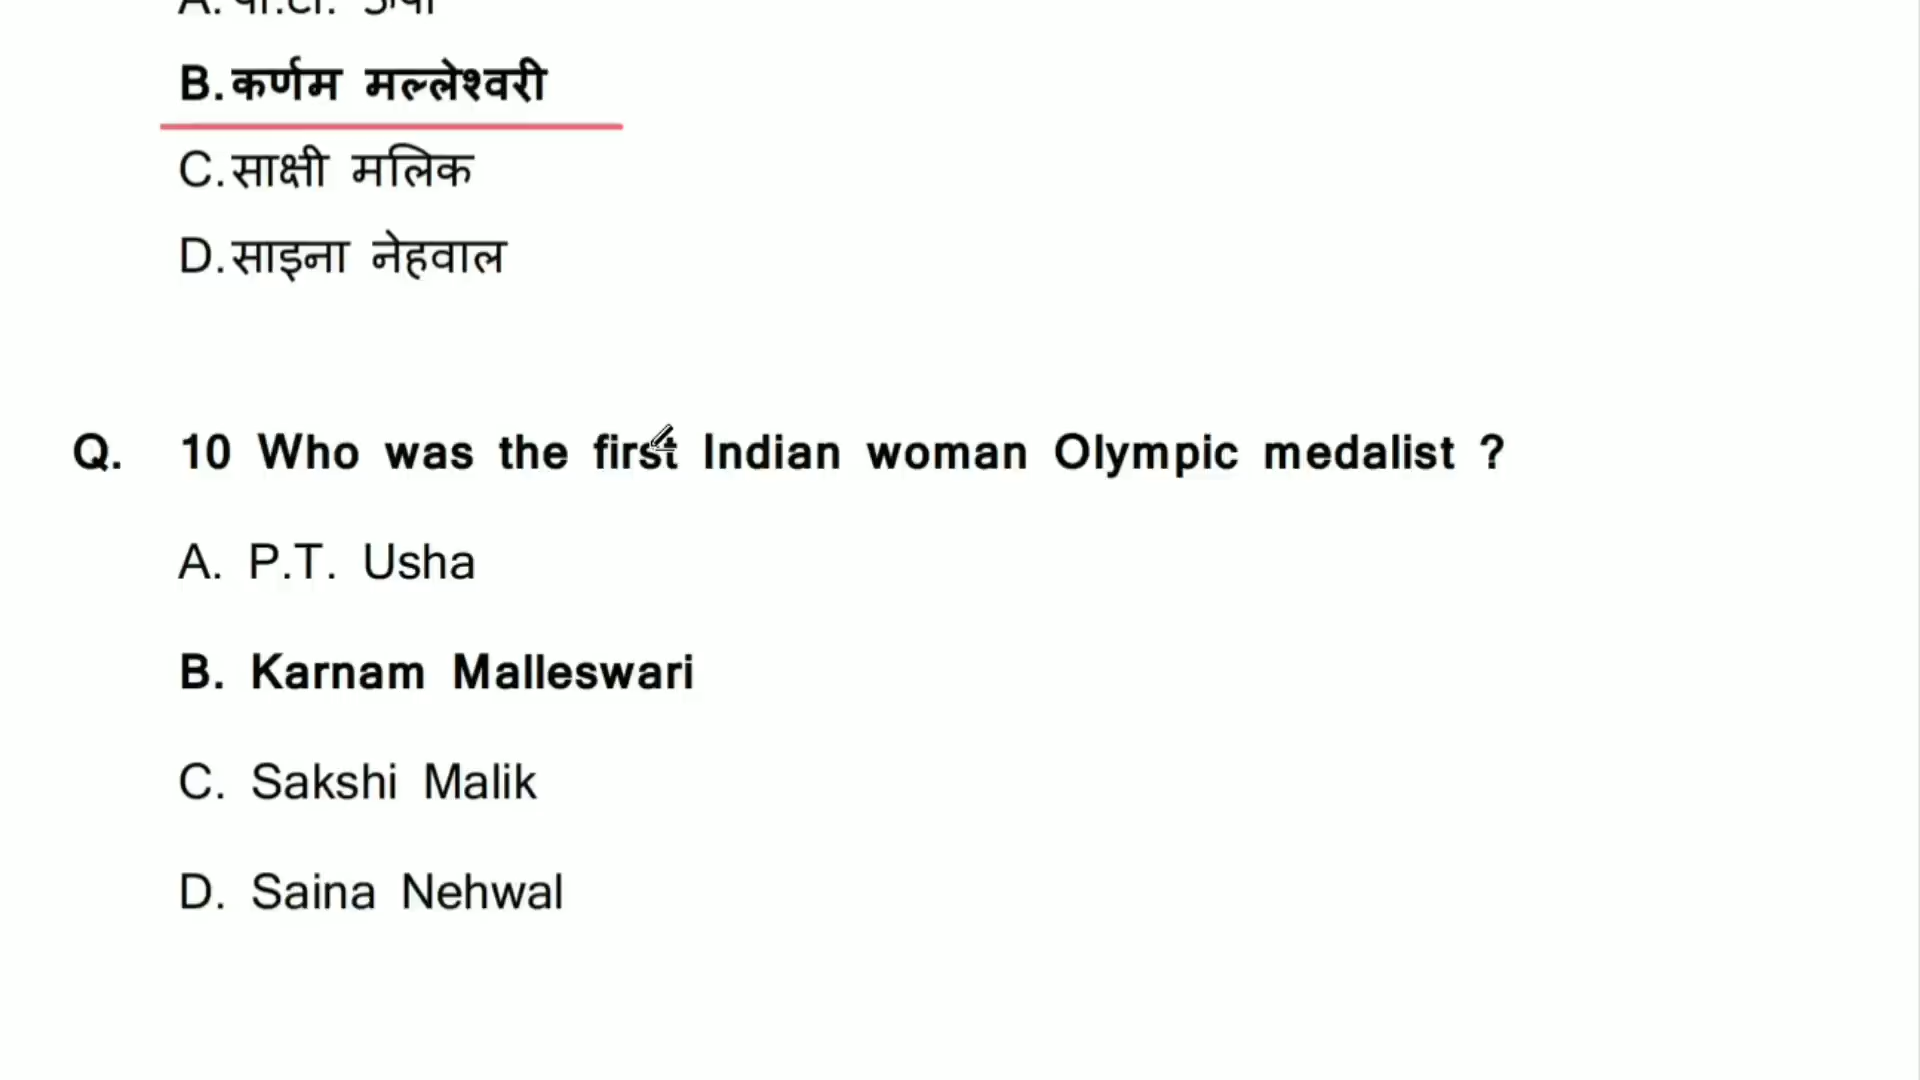 B.कर्णम मल्लेश्वरी
C.साक्षी मलिक
D.साइना नेहवाल
Q. 10 Who was the first Indian woman Olympic medalist ?
A. P.T. Usha
B. Karnam Malleswari
C. Sakshi Malik
D. Saina Nehwal